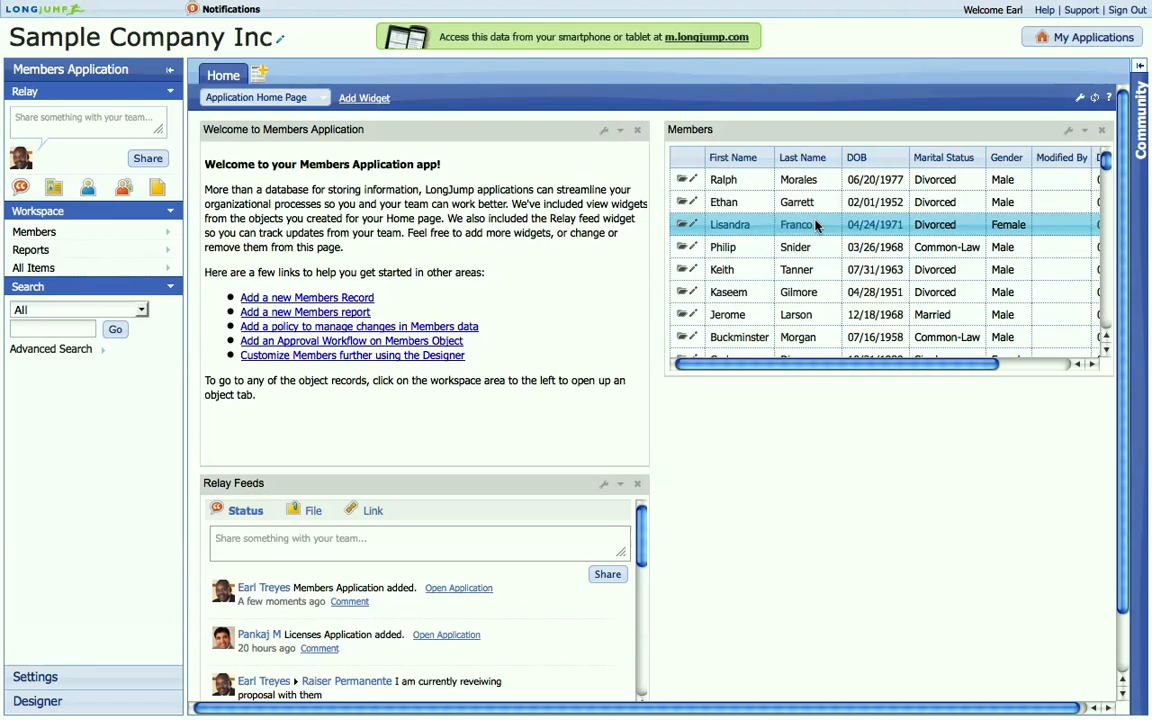 LONGJUMP
Notifications
Welcome Earl Help | Support | Sign Out
Sample Company Inc
Access this data from your smartphone or tablet at m.longjump.com
My Applications
Members Application
Relay
Share something with your team...
Share
Workspace
Members
Reports
All Items
Search
All
Go
Advanced Search
Settings
Designer
Home
Application Home Page Add Widget
?
Community
Welcome to Members Application
Welcome to your Members Application app!
More than a database for storing information, LongJump applications can streamline your
organizational processes so you and your team can work better. We've included view widgets
from the objects you created for your Home page. We also included the Relay feed widget
so you can track updates from your team. Feel free to add more widgets, or change or
remove them from this page.
Here are a few links to help you get started in other areas:
Add a new Members Record
Add a new Members report
Add a policy to manage changes in Members data
Add an Approval Workflow on Members Object
Customize Members further using the Designer
To go to any of the object records, click on the workspace area to the left to open up an
object tab.
Members
First Name Last Name DOB Marital Status Gender Modified By
Ralph Morales 06/20/1977 Divorced Male
Ethan Garrett 02/01/1952 Divorced Male
Lisandra Franco 04/24/1971 Divorced Female
Philip Snider 03/26/1968 Common-Law Male
Keith Tanner 07/31/1963 Divorced Male
Kaseem Gilmore 04/28/1951 Divorced Male
Jerome Larson 12/18/1968 Married Male
Buckminster Morgan 07/16/1958 Common-Law Male
Relay Feeds
Status File Link
Share something with your team...
Share
Earl Treyes Members Application added. Open Application
A few moments ago Comment
Pankaj M Licenses Application added. Open Application
20 hours ago Comment
Earl Treyes Raiser Permanente I am currently reveiwing
proposal with them